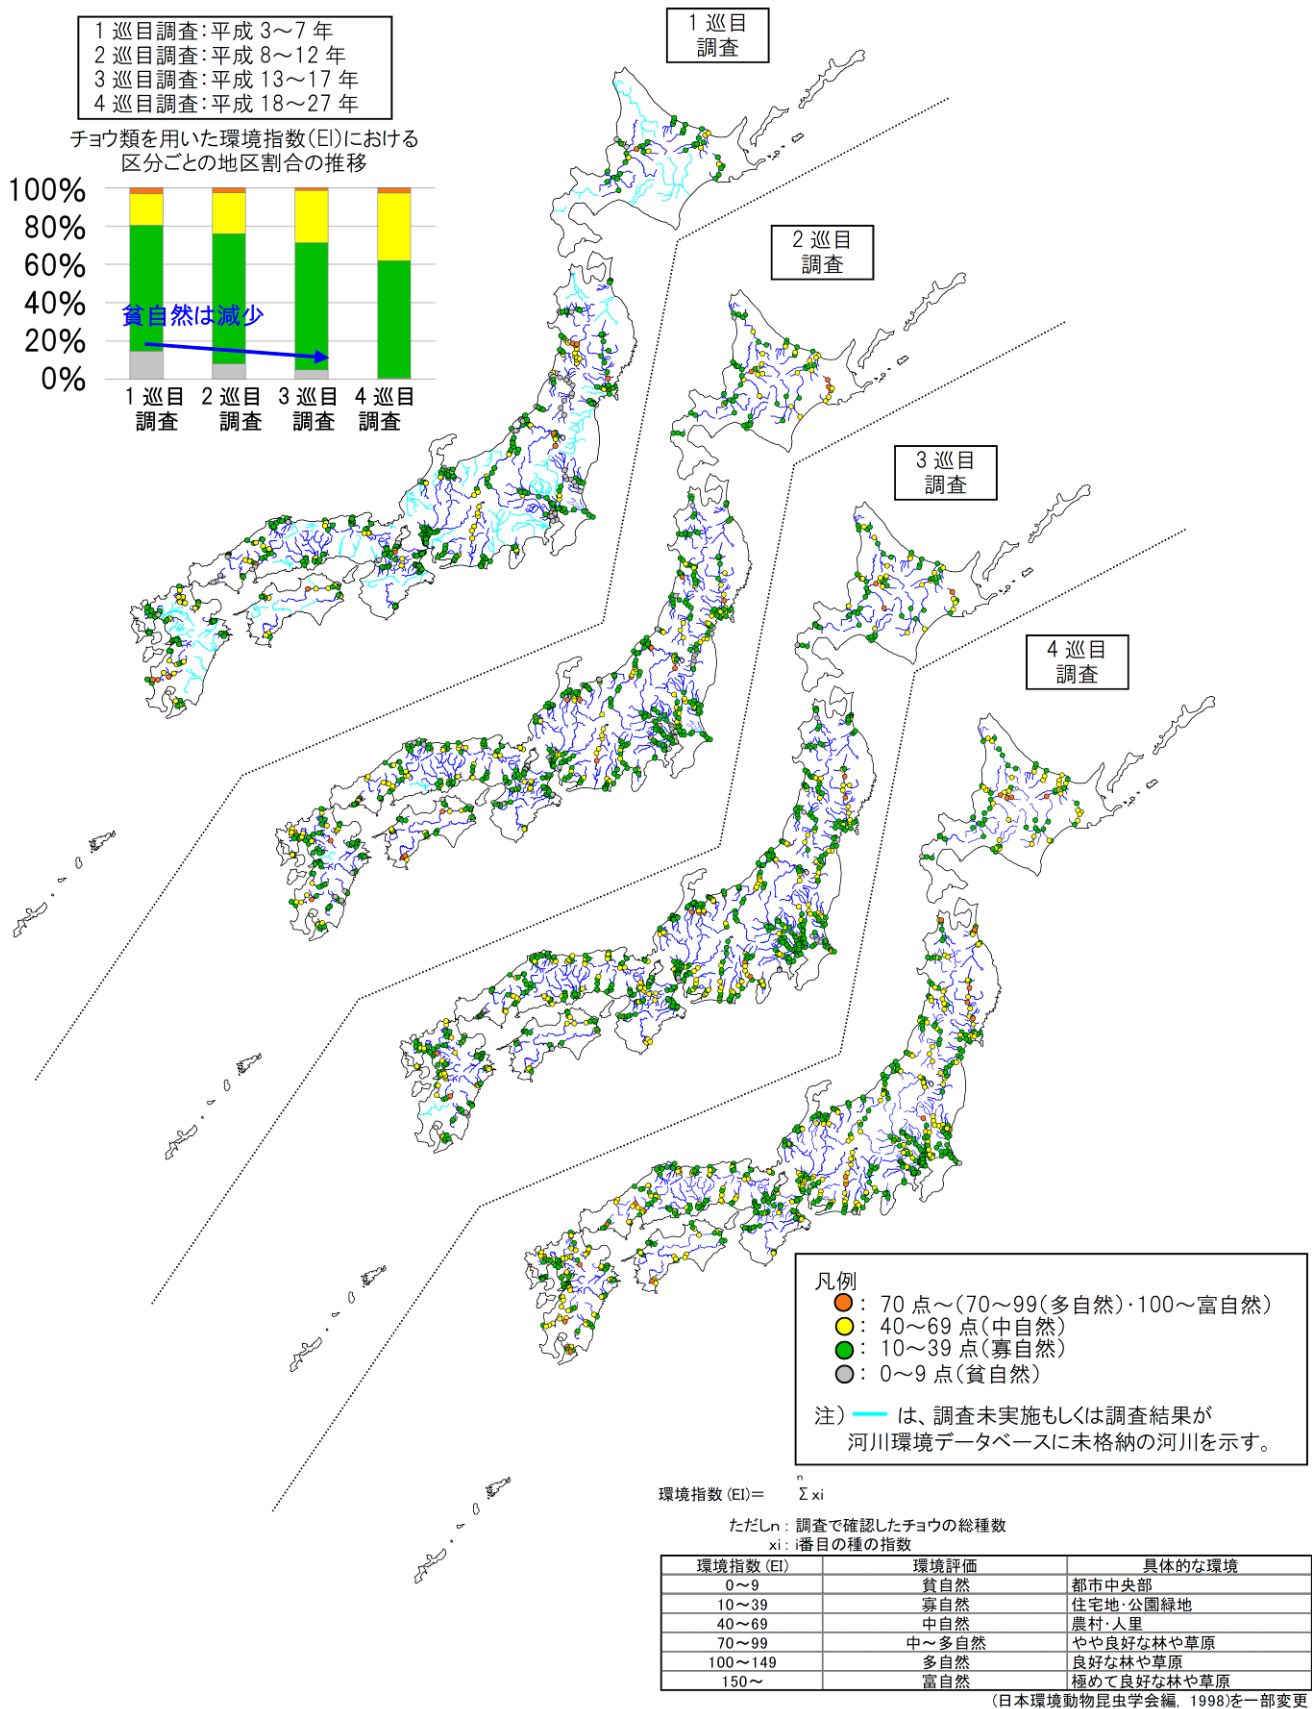 1 巡目調査:平成 3～7 年
2 巡目調査:平成 8～12 年
3 巡目調査:平成 13～17 年
4 巡目調査:平成 18～27 年
チョウ類を用いた環境指数(EI)における
区分ごとの地区割合の推移
100%
80%
60%
40%
20%
0%
貧自然は減少
1 巡目
調査
2 巡目
調査
3 巡目
調査
4 巡目
調査
1 巡目
調査
2 巡目
調査
3 巡目
調査
4 巡目
調査
凡例
: 70 点～(70～99(多自然)･100～富自然)
: 40～69 点(中自然)
: 10～39 点(寡自然)
: 0～9 点(貧自然)
注) は、調査未実施もしくは調査結果が
河川環境データベースに未格納の河川を示す。
n
環境指数(EI)= Σ xi
ただしn : 調査で確認したチョウの総種数
xi : i番目の種の指数
環境指数(EI) 環境評価 具体的な環境
0～9 貧自然 都市中央部
10～39 寡自然 住宅地･公園緑地
40～69 中自然 農村･人里
70～99 中～多自然 やや良好な林や草原
100～149 多自然 良好な林や草原
150～ 富自然 極めて良好な林や草原
(日本環境動物昆虫学会編, 1998)を一部変更